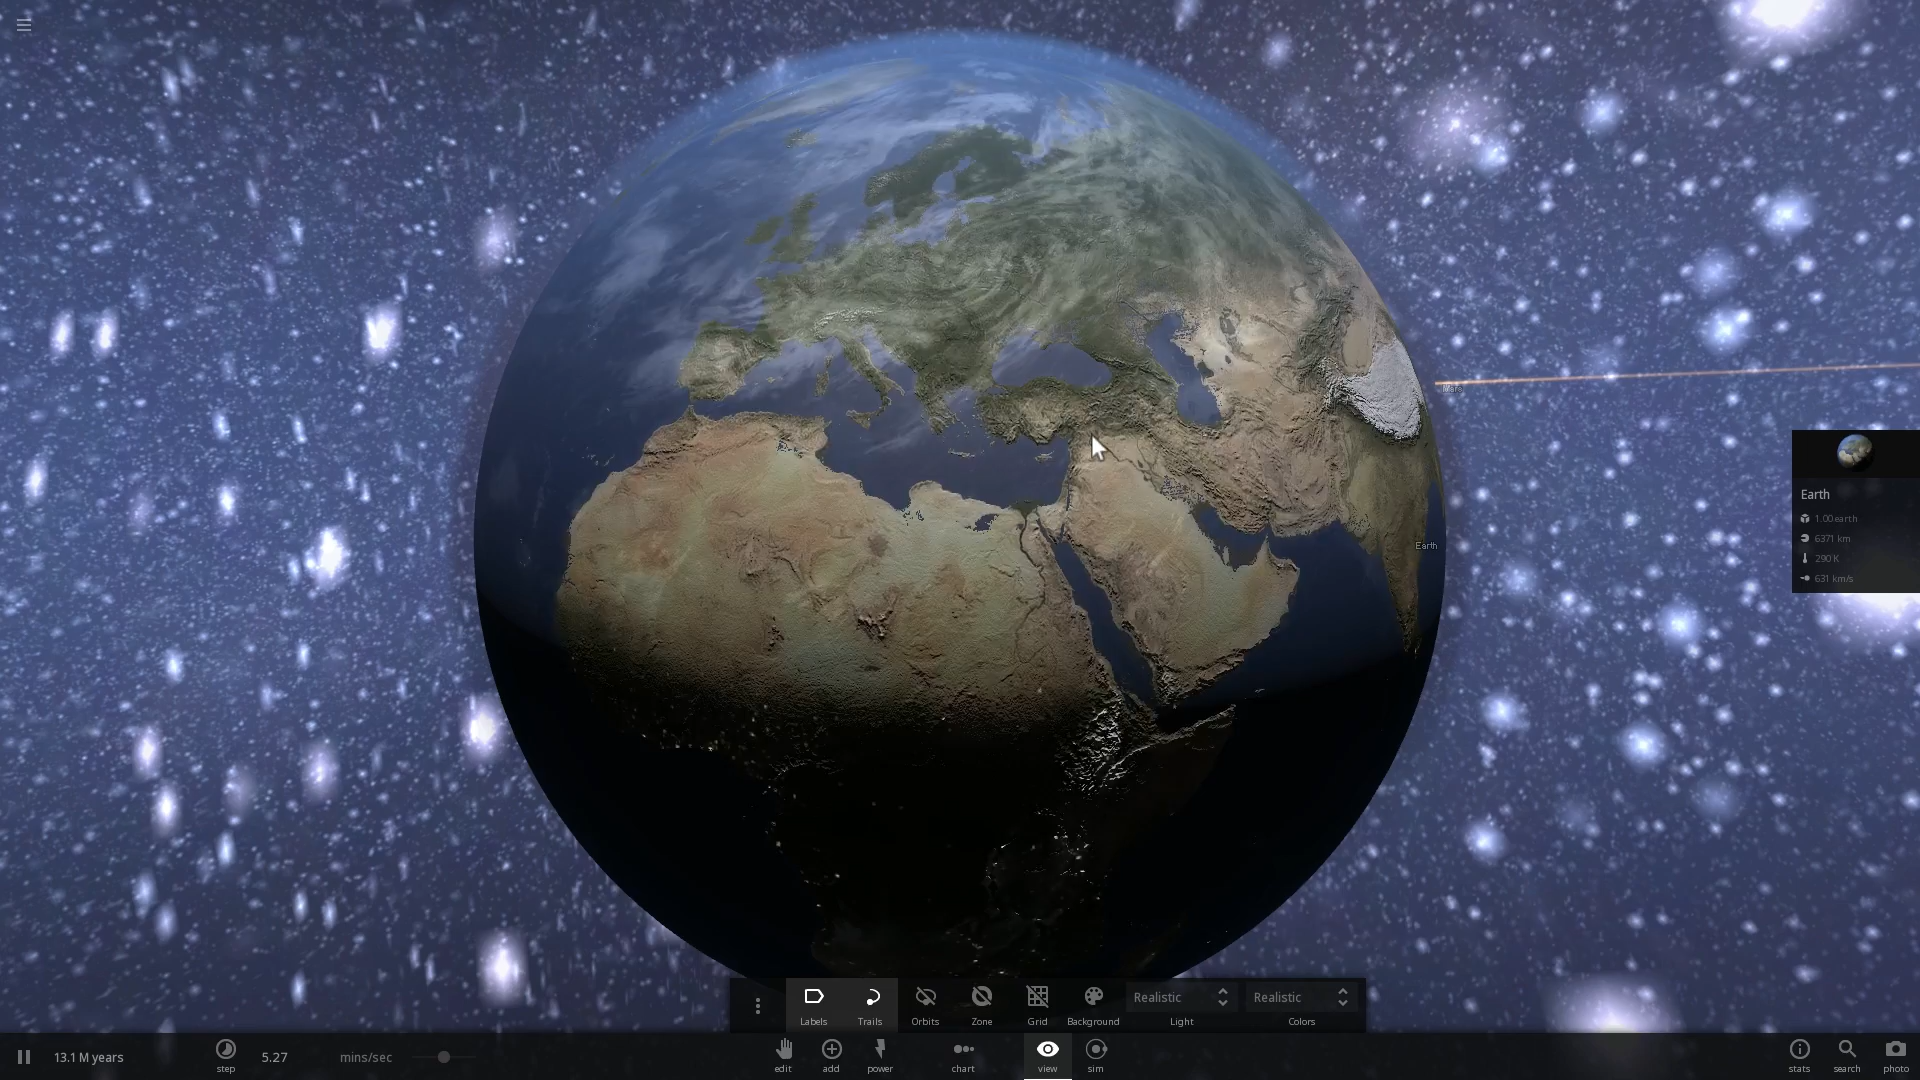 Mars
Earth
Earth
1.00 earth
6371 km
290 K
631 km/s
Realistic
Realistic
Labels
Trails
Orbits
Zone
Grid
Background
Light
Colors
13.1 M years
step
5.27
mins/sec
edit
add
power
chart
view
sim
stats
search
photo